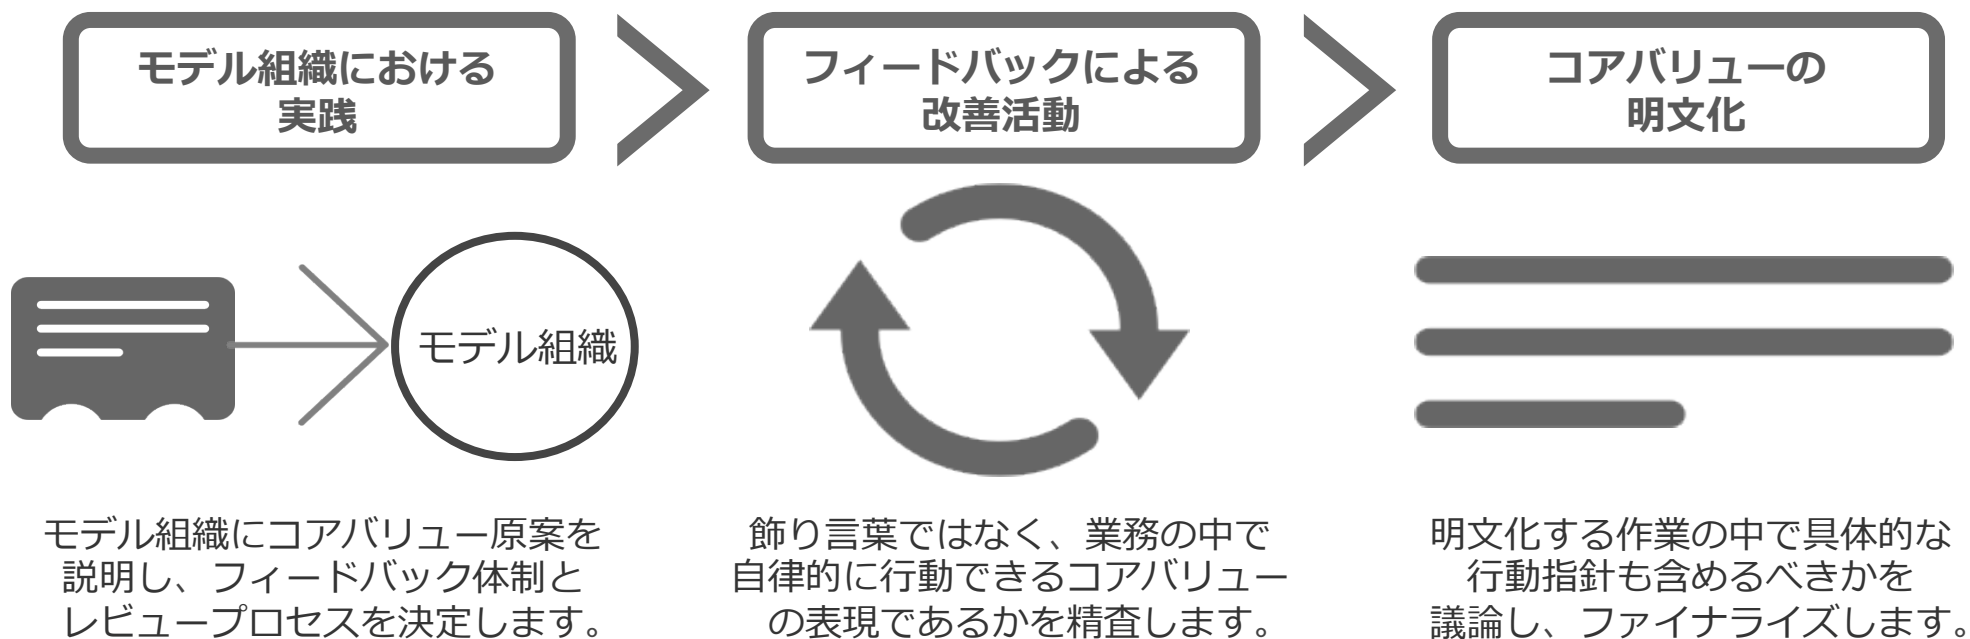 モデル組織における
実践
フィードバックによる
改善活動
コアバリューの
明文化
モデル組織
モデル組織にコアバリュー原案を
説明し、フィードバック体制と
レビュープロセスを決定します。
飾り言葉ではなく、業務の中で
自律的に行動できるコアバリュー
の表現であるかを精査します。
明文化する作業の中で具体的な
行動指針も含めるべきかを
議論し、ファイナライズします。